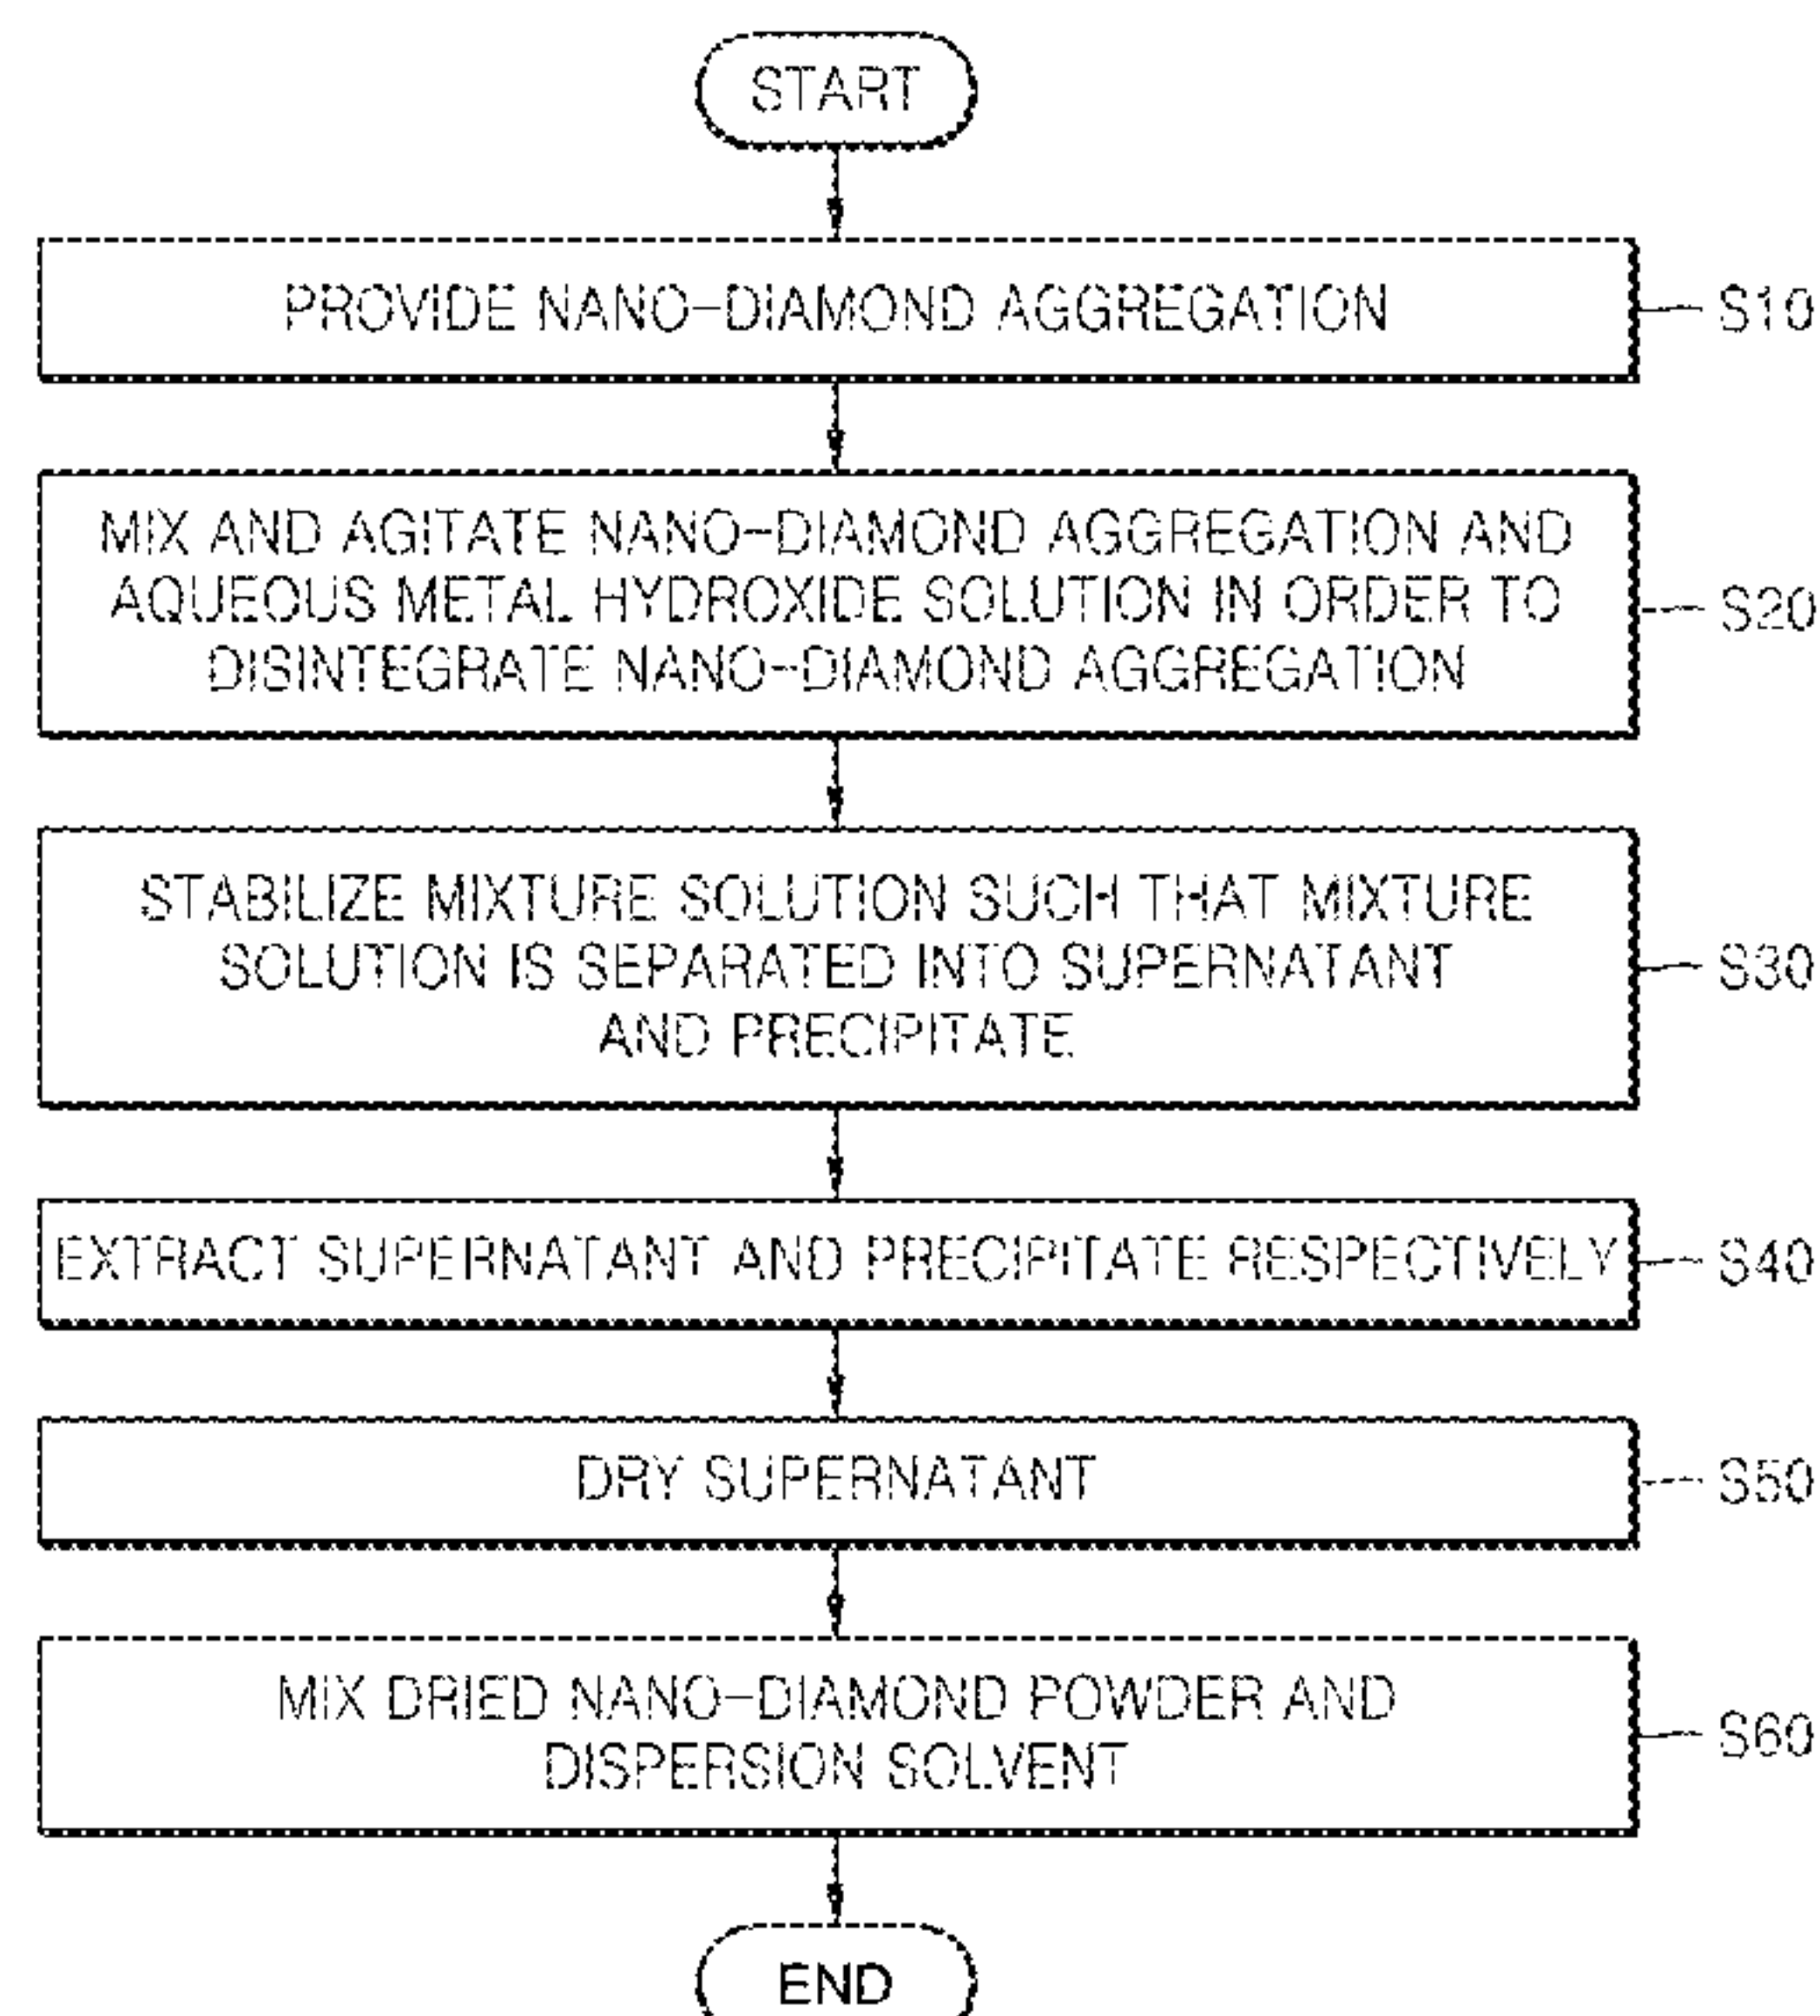 START
PROVIDE NANO-DIAMOND AGGREGATION
S10
MIX AND AGITATE NANO-DIAMOND AGGREGATION AND
AQUEOUS METAL HYDROXIDE SOLUTION IN ORDER TO
DISINTEGRATE NANO-DIAMOND AGGREGATION
S20
STABILIZE MIXTURE SOLUTION SUCH THAT MIXTURE
SOLUTION IS SEPARATED INTO SUPERNATANT
AND PRECIPITATE
S30
EXTRACT SUPERNATANT AND PRECIPITATE RESPECTIVELY
S40
DRY SUPERNATANT
S50
MIX DRIED NANO-DIAMOND POWDER AND
DISPERSION SOLVENT
S60
END